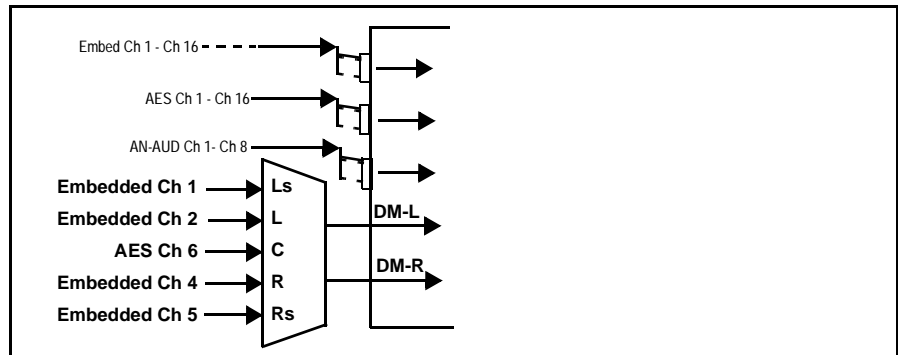 Embed Ch 1 - Ch 16
AES Ch 1 - Ch 16
AN-AUD Ch 1- Ch 8
Embedded Ch 1
Ls
Embedded Ch 2
L
DM-L
AES Ch 6
C
Embedded Ch 4
R
DM-R
Embedded Ch 5
Rs